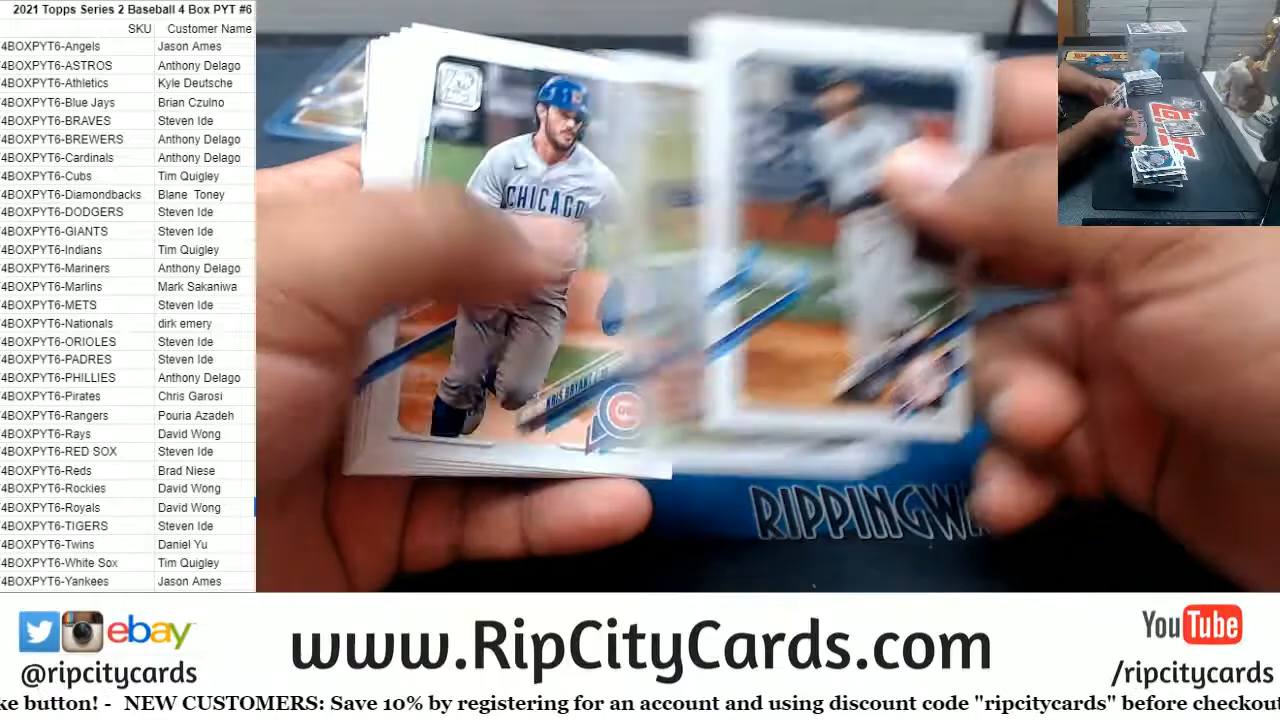 2021 Topps Series 2 Baseball 4 Box PYT #6
SKU Customer Name
4BOXPYT6-Angels Jason Ames
4BOXPYT6-ASTROS Anthony Delago
4BOXPYT6-Athletics Kyle Deutsche
4BOXPYT6-Blue Jays Brian Czulno
4BOXPYT6-BRAVES Steven Ide
4BOXPYT6-BREWERS Anthony Delago
4BOXPYT6-Cardinals Anthony Delago
4BOXPYT6-Cubs Tim Quigley
4BOXPYT6-Diamondbacks Blane Toney
4BOXPYT6-DODGERS Steven Ide
4BOXPYT6-GIANTS Steven Ide
4BOXPYT6-Indians Tim Quigley
4BOXPYT6-Mariners Anthony Delago
4BOXPYT6-Marlins Mark Sakaniwa
4BOXPYT6-METS Steven Ide
4BOXPYT6-Nationals dirk emery
4BOXPYT6-ORIOLES Steven Ide
4BOXPYT6-PADRES Steven Ide
4BOXPYT6-PHILLIES Anthony Delago
4BOXPYT6-Pirates Chris Garosi
4BOXPYT6-Rangers Pouria Azadeh
4BOXPYT6-Rays David Wong
4BOXPYT6-RED SOX Steven Ide
4BOXPYT6-Reds Brad Niese
4BOXPYT6-Rockies David Wong
4BOXPYT6-Royals David Wong
4BOXPYT6-TIGERS Steven Ide
4BOXPYT6-Twins Daniel Yu
4BOXPYT6-White Sox Tim Quigley
4BOXPYT6-Yankees Jason Ames
CHICAGO
KRIS BRYANT
RIPPINGW
ebay
@ripcitycards
www.RipCityCards.com
YouTube
/ripcitycards
ke button! - NEW CUSTOMERS: Save 10% by registering for an account and using discount code "ripcitycards" before checkout